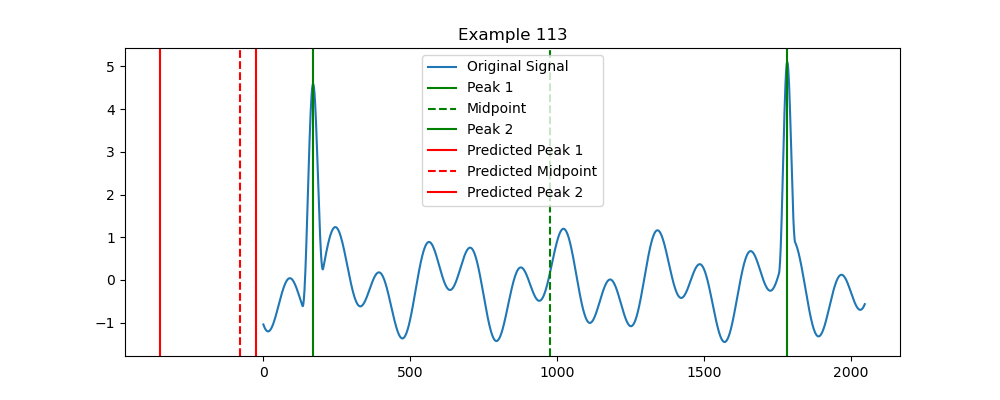 Example 113
Original Signal
Peak 1
Midpoint
Peak 2
Predicted Peak 1
Predicted Midpoint
Predicted Peak 2
5
4
3
2
1
0
−1
0 500 1000 1500 2000